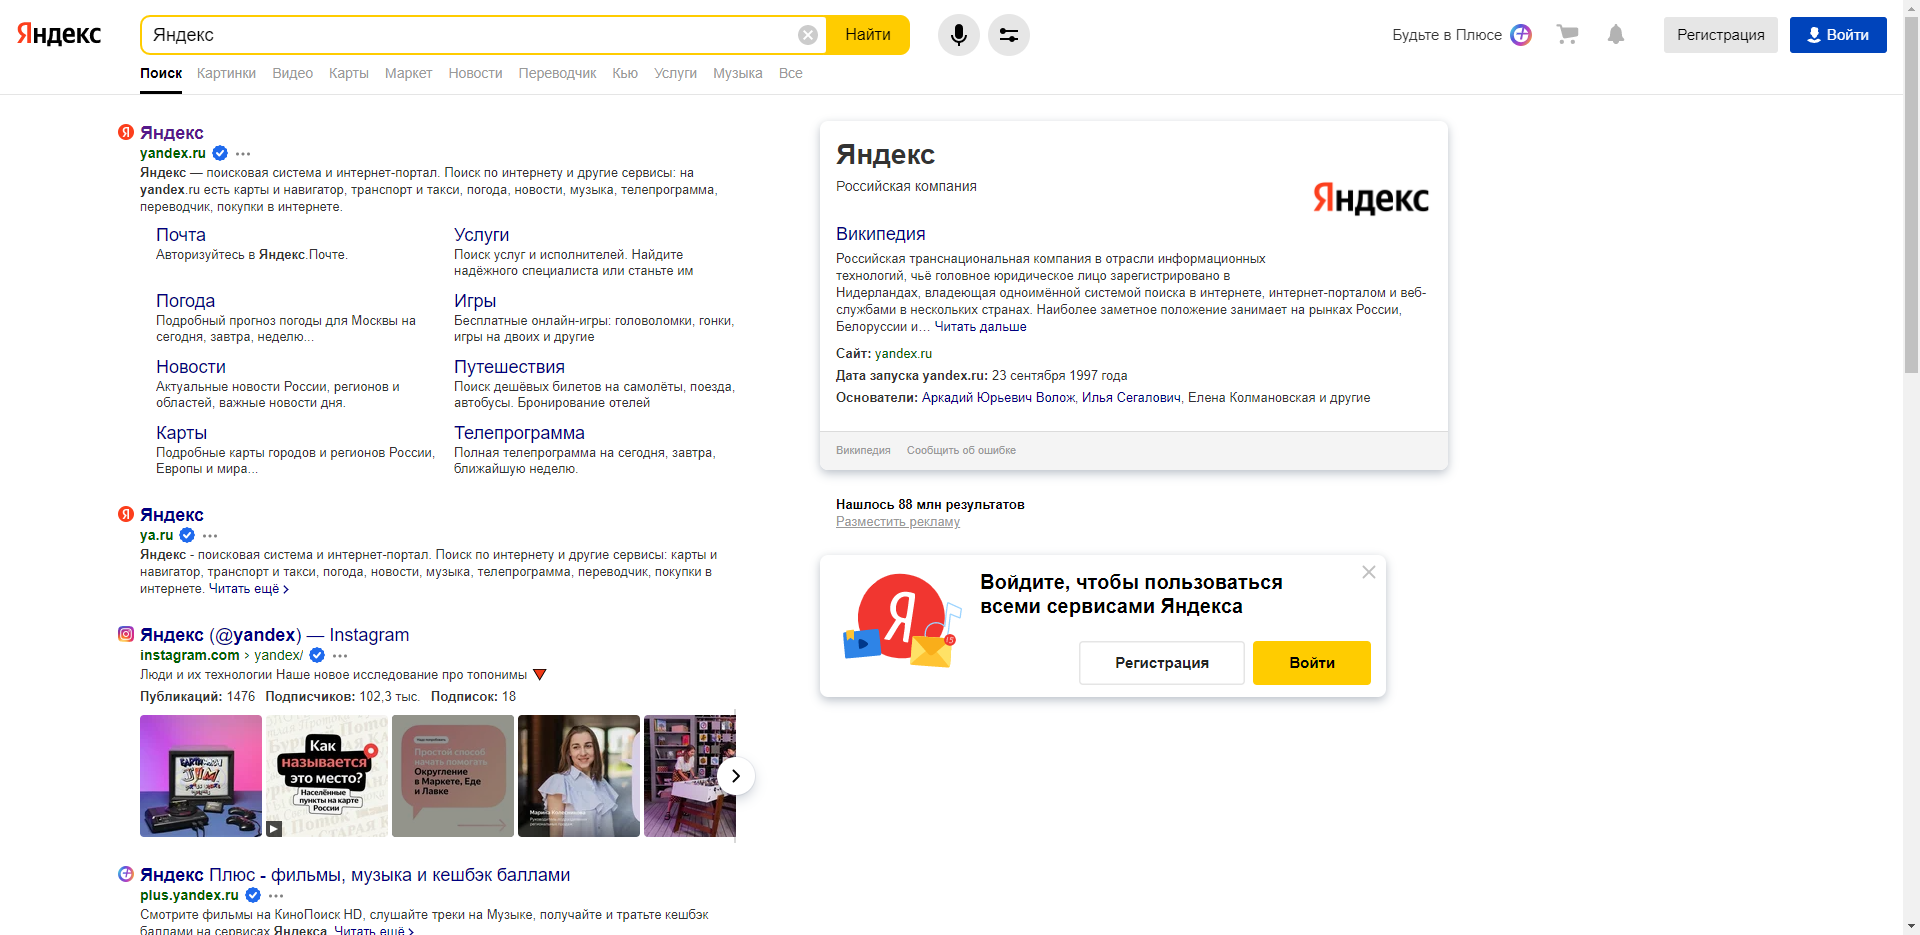 Яндекс
Яндекс
Найти
Будьте в Плюсе
Регистрация
Войти
Поиск Картинки Видео Карты Маркет Новости Переводчик Кью Услуги Музыка Все
Яндекс
yandex.ru
Яндекс — поисковая система и интернет-портал. Поиск по интернету и другие сервисы: на
yandex.ru есть карты и навигатор, транспорт и такси, погода, новости, музыка, телепрограмма,
переводчик, покупки в интернете.
Почта
Авторизуйтесь в Яндекс.Почте.
Услуги
Поиск услуг и исполнителей. Найдите
надёжного специалиста или станьте им
Погода
Подробный прогноз погоды для Москвы на
сегодня, завтра, неделю...
Игры
Бесплатные онлайн-игры: головоломки, гонки,
игры на двоих и другие
Новости
Актуальные новости России, регионов и
областей, важные новости дня.
Путешествия
Поиск дешёвых билетов на самолёты, поезда,
автобусы. Бронирование отелей
Карты
Подробные карты городов и регионов России,
Европы и мира...
Телепрограмма
Полная телепрограмма на сегодня, завтра,
ближайшую неделю.
Яндекс
ya.ru
Яндекс - поисковая система и интернет-портал. Поиск по интернету и другие сервисы: карты и
навигатор, транспорт и такси, погода, новости, музыка, телепрограмма, переводчик, покупки в
интернете. Читать ещё ›
Яндекс (@yandex) — Instagram
instagram.com › yandex/
Люди и их технологии Наше новое исследование про топонимы
Публикаций: 1476 Подписчиков: 102,3 тыс. Подписок: 18
Как
называется
это место?
Населённые
пункты на карте
России
Простой способ
начать помогать
Округление
в Маркете, Еде
и Лавке
Яндекс Плюс - фильмы, музыка и кешбэк баллами
plus.yandex.ru
Смотрите фильмы на КиноПоиск HD, слушайте треки на Музыке, получайте и тратьте кешбэк
баллами на сервисах Яндекса. Читать ещё ›
Яндекс
Российская компания
Яндекс
Википедия
Российская транснациональная компания в отрасли информационных
технологий, чьё головное юридическое лицо зарегистрировано в
Нидерландах, владеющая одноимённой системой поиска в интернете, интернет-порталом и веб-
службами в нескольких странах. Наиболее заметное положение занимает на рынках России,
Белоруссии и… Читать дальше
Сайт: yandex.ru
Дата запуска yandex.ru: 23 сентября 1997 года
Основатели: Аркадий Юрьевич Волож, Илья Сегалович, Елена Колмановская и другие
Википедия Сообщить об ошибке
Нашлось 88 млн результатов
Разместить рекламу
Войдите, чтобы пользоваться
всеми сервисами Яндекса
Регистрация
Войти